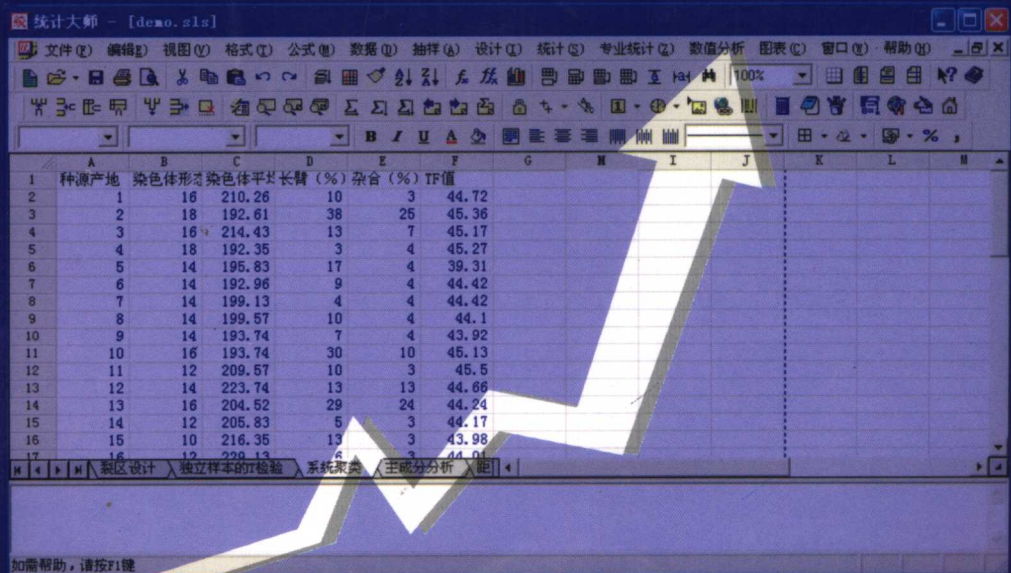 统计大师 - [demo.sls]
文件(F) 编辑E) 视图(V) 格式(T) 公式(M) 数据(D) 抽样(A) 设计(I) 统计(S) 专业统计(Z) 数值分析 图表(C) 窗口(W) 帮助(H)
100%
B I U A
A B C D E F G H I J K L M
1 种源产地 染色体形态 染色体平均 长臂（%） 杂合（%） TF值
2 1 16 210.26 10 3 44.72
3 2 18 192.61 38 25 45.36
4 3 16 214.43 13 7 45.17
5 4 18 192.35 3 4 45.27
6 5 14 195.83 17 4 39.31
7 6 14 192.96 9 4 44.42
8 7 14 199.13 4 4 44.42
9 8 14 199.57 10 4 44.1
10 9 14 193.74 7 4 43.92
11 10 16 193.74 30 10 45.13
12 11 12 209.57 10 3 45.5
13 12 14 223.74 13 13 44.66
14 13 16 204.52 29 24 44.24
15 14 12 205.83 5 3 44.17
16 15 10 216.35 13 3 43.98
17 16 12 229.13 6 3 44.01
裂区设计 独立样本的T检验 系统聚类 主成分分析 距
如需帮助，请按F1键